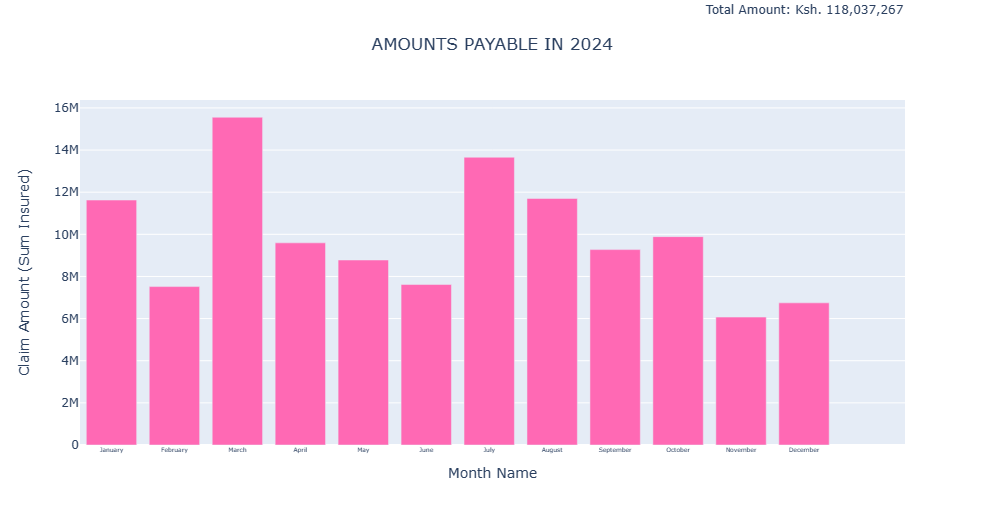 Total Amount: Ksh. 118,037,267
AMOUNTS PAYABLE IN 2024
Claim Amount (Sum Insured)
16M
14M
12M
10M
8M
6M
4M
2M
0
January February March April May June July August September October November December
Month Name